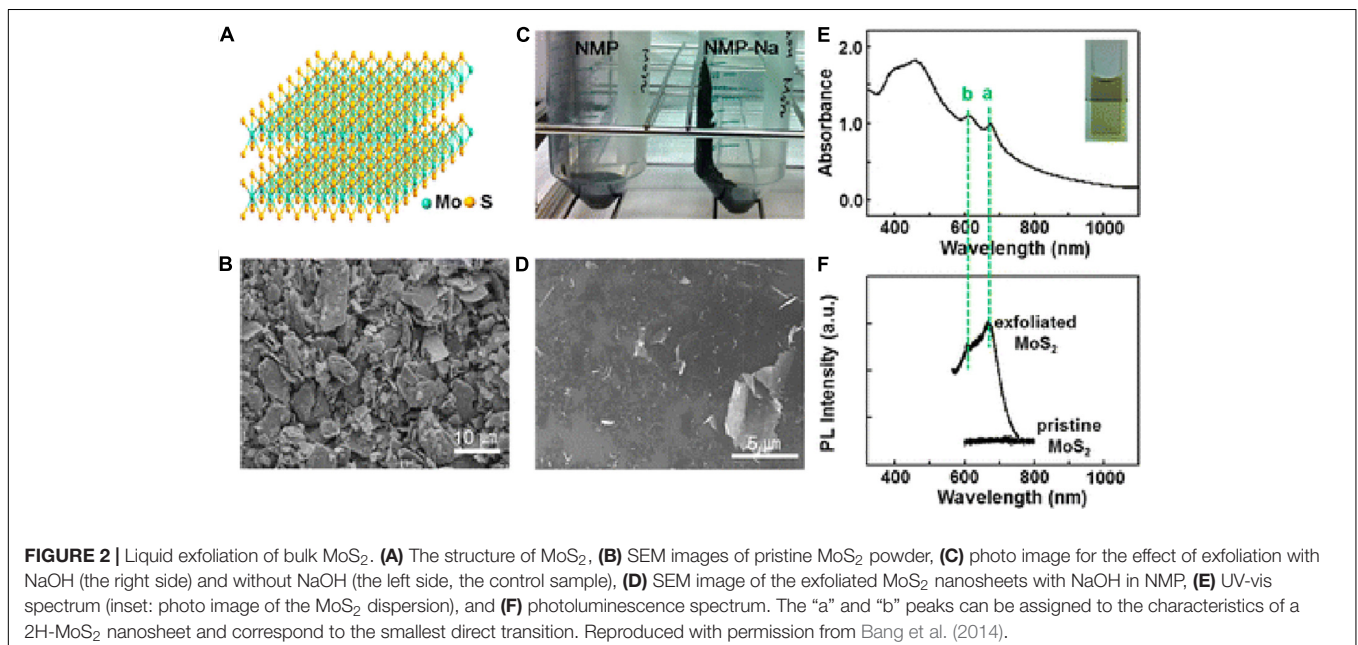 A
Mo S
B
10 μm
C
NMP
NMP-Na
D
5 μm
E
Absorbance
2.0
1.0
0.0
b a
400 600 800 1000
Wavelength (nm)
F
PL Intensity (a.u.)
exfoliated
MoS₂
pristine
MoS₂
400 600 800 1000
Wavelength (nm)
FIGURE 2 | Liquid exfoliation of bulk MoS₂. (A) The structure of MoS₂, (B) SEM images of pristine MoS₂ powder, (C) photo image for the effect of exfoliation with
NaOH (the right side) and without NaOH (the left side, the control sample), (D) SEM image of the exfoliated MoS₂ nanosheets with NaOH in NMP, (E) UV-vis
spectrum (inset: photo image of the MoS₂ dispersion), and (F) photoluminescence spectrum. The “a” and “b” peaks can be assigned to the characteristics of a
2H-MoS₂ nanosheet and correspond to the smallest direct transition. Reproduced with permission from Bang et al. (2014).